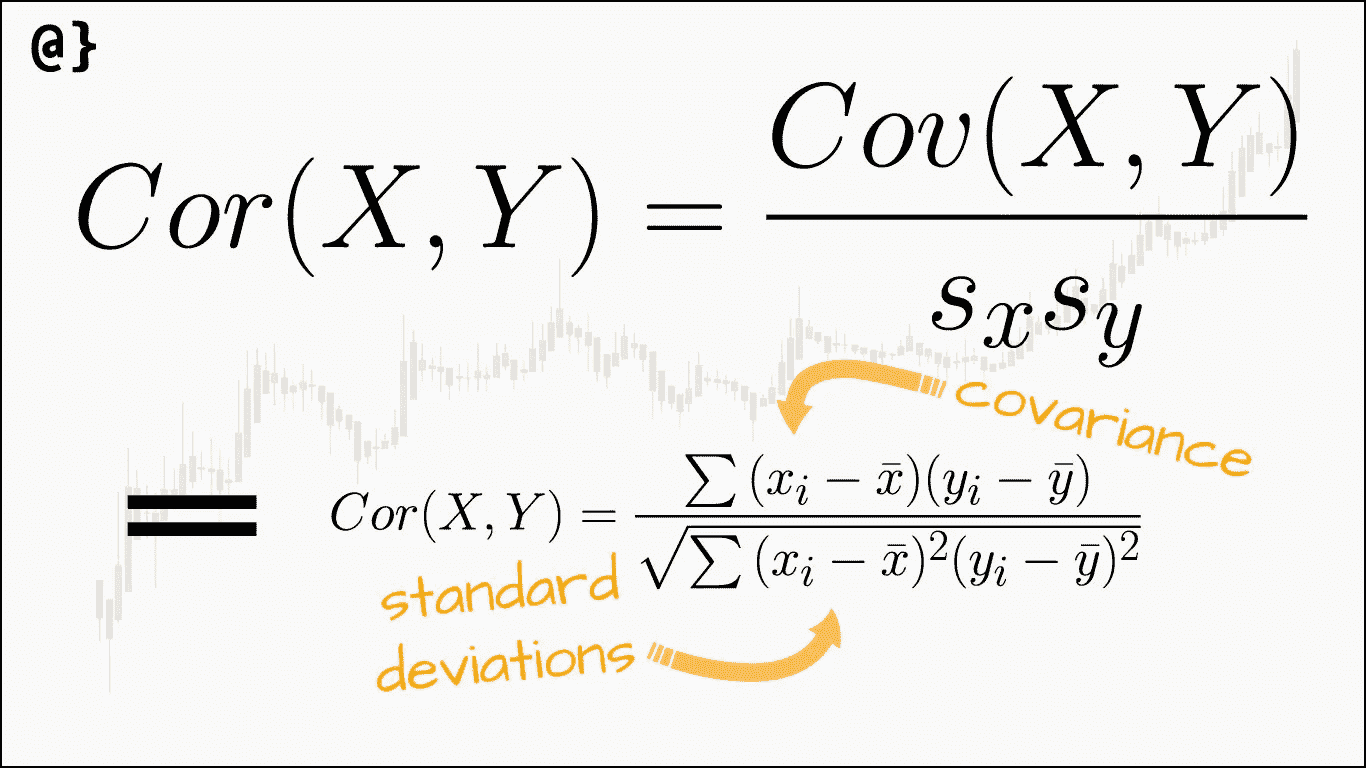 @}
Cor(X, Y) = \frac{Cov(X, Y)}{s_x s_y}
covariance
= Cor(X, Y) = \frac{\sum (x_i - \bar{x})(y_i - \bar{y})}{\sqrt{\sum (x_i - \bar{x})^2 (y_i - \bar{y})^2}}
standard
deviations